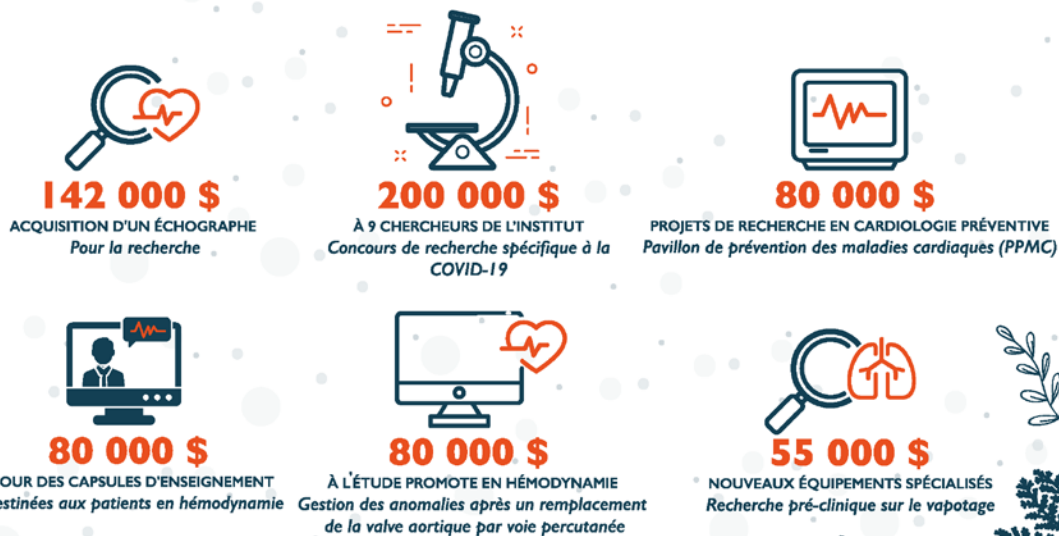 142 000 $
ACQUISITION D'UN ÉCHOGRAPHE
Pour la recherche
200 000 $
À 9 CHERCHEURS DE L'INSTITUT
Concours de recherche spécifique à la
COVID-19
80 000 $
PROJETS DE RECHERCHE EN CARDIOLOGIE PRÉVENTIVE
Pavillon de prévention des maladies cardiaques (PPMC)
80 000 $
OUR DES CAPSULES D'ENSEIGNEMENT
estinées aux patients en hémodynamie
80 000 $
À L'ÉTUDE PROMOTE EN HÉMODYNAMIE
Gestion des anomalies après un remplacement
de la valve aortique par voie percutanée
55 000 $
NOUVEAUX ÉQUIPEMENTS SPÉCIALISÉS
Recherche pré-clinique sur le vapotage